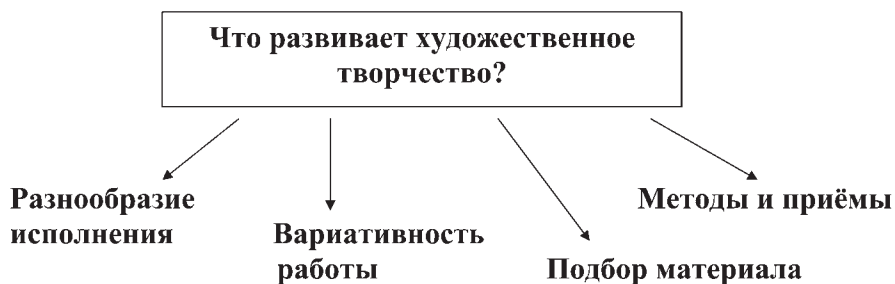 Что развивает художественное
творчество?
Разнообразие
исполнения
Вариативность
работы
Подбор материала
Методы и приёмы